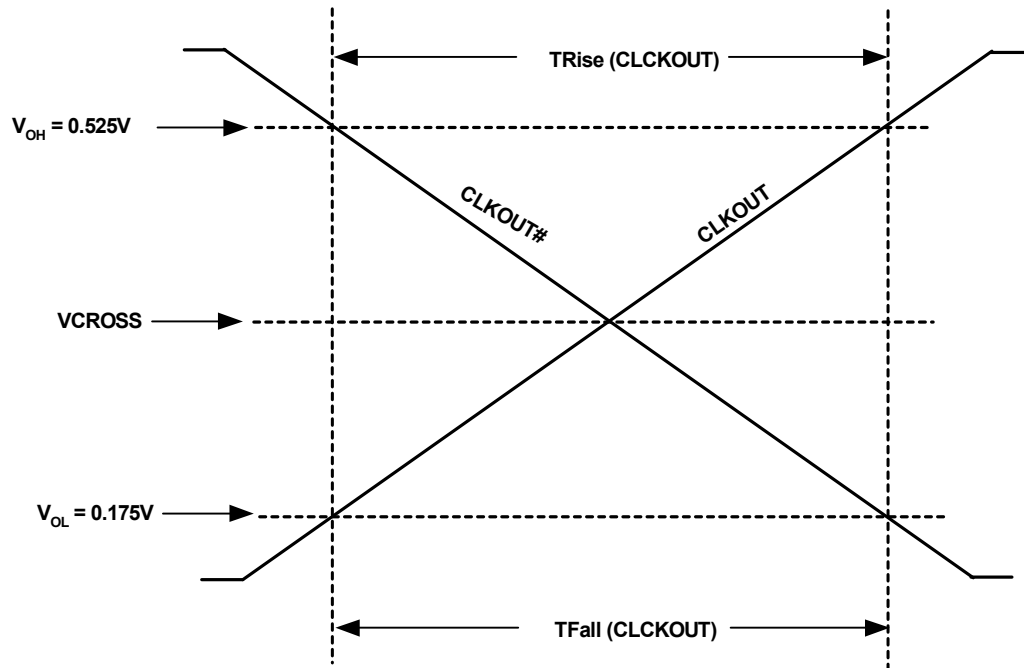 TRise (CLCKOUT)
VOH = 0.525V
CLKOUT#
CLKOUT
VCROSS
VOL = 0.175V
TFall (CLCKOUT)